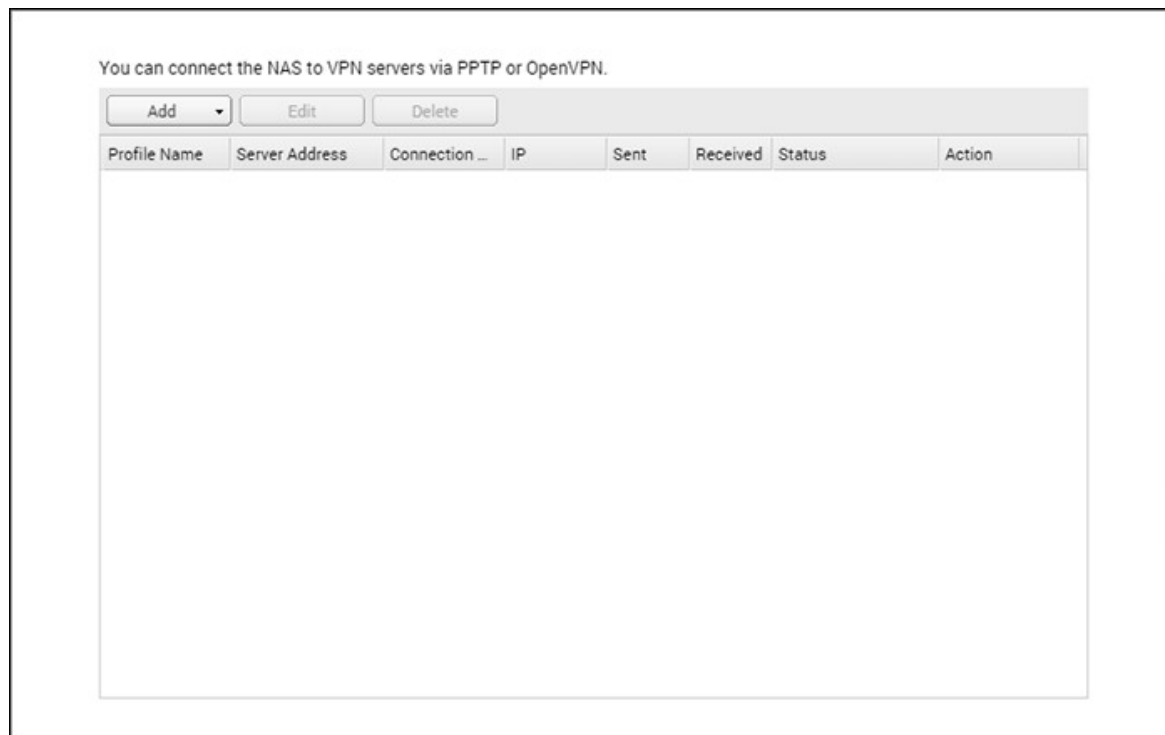 You can connect the NAS to VPN servers via PPTP or OpenVPN.
Add Edit Delete
Profile Name Server Address Connection ... IP Sent Received Status Action